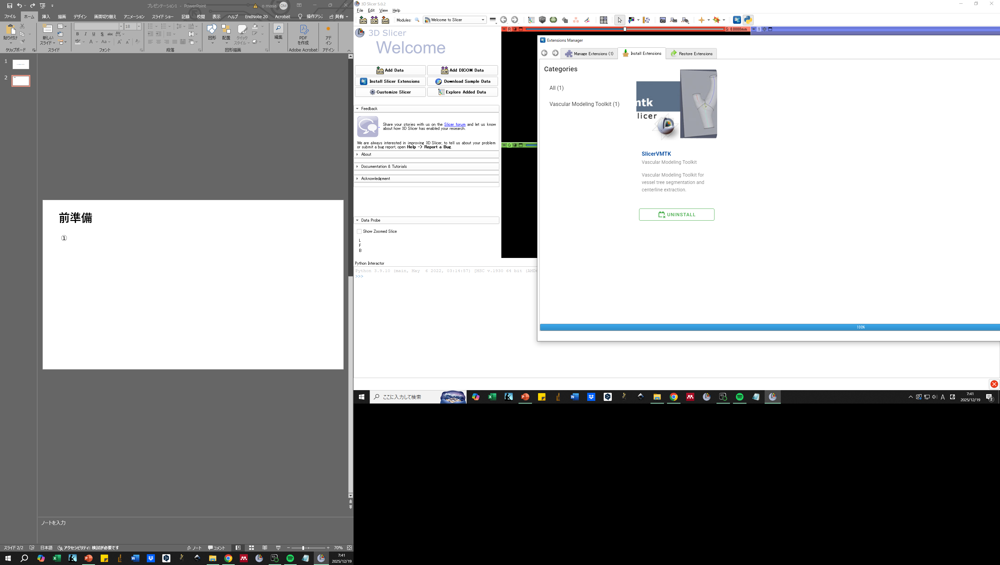 プレゼンテーション1 - PowerPoint
o masa OM
ファイル ホーム 挿入 描画 デザイン 画面切り替え アニメーション スライド ショー 記録 校閲 表示 ヘルプ EndNote 20 Acrobat 操作アシ 共有
18
貼り付け
新しい
スライド
図形 配置 クイック
スタイル
編集
PDF
を作成
アド
イン
クリップボード スライド フォント 段落 図形描画 Adobe Acrobat アドイン
1
2
前準備
①
ノートを入力
スライド 2/2 日本語 アクセシビリティ: 検討が必要です ノート コメント 70%
7:41
2025/12/19
3D Slicer 5.0.2
File Edit View Help
DATA DCM SAVE Modules: Welcome to Slicer
3D Slicer
Welcome
Add Data Add DICOM Data
Install Slicer Extensions Download Sample Data
Customize Slicer Explore Added Data
Feedback
Share your stories with us on the Slicer forum and let us know
about how 3D Slicer has enabled your research.
We are always interested in improving 3D Slicer, to tell us about your problem
or submit a bug report, open Help -> Report a Bug.
About
Documentation & Tutorials
Acknowledgment
Data Probe
Show Zoomed Slice
L
F
B
Python Interactor
Python 3.9.10 (main, May 6 2022, 03:14:57) [MSC v.1930 64 bit (AMD
>>>
R S: 0.0000mm 1
G
Extensions Manager
Manage Extensions (1) Install Extensions Restore Extensions
Categories
All (1)
Vascular Modeling Toolkit (1)
mtk
licer
SlicerVMTK
Vascular Modeling Toolkit
Vascular Modeling Toolkit for
vessel tree segmentation and
centerline extraction.
UNINSTALL
100%
ここに入力して検索
A
7:41
2025/12/19
2